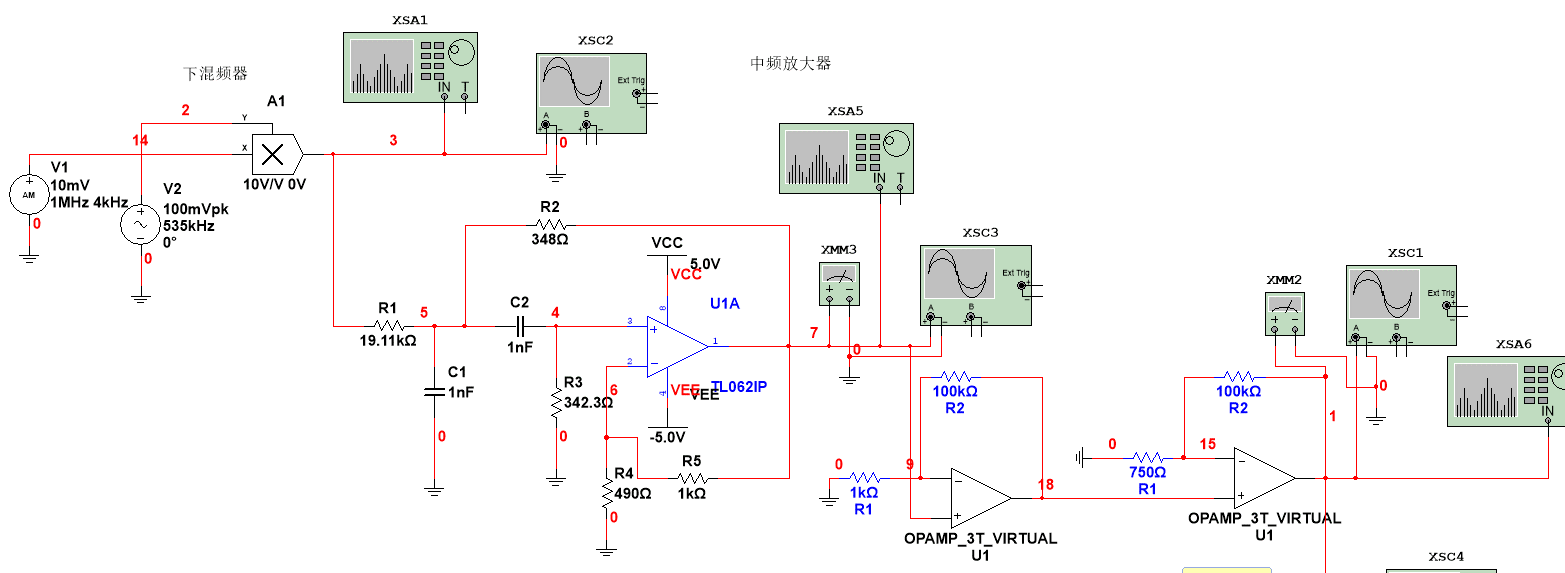 XSA1
IN T
XSC2
Ext Trig
A B
下混频器
中频放大器
2
A1
Y
14
X
3
0
V1
10mV
1MHz 4kHz
AM
0
10V/V 0V
V2
100mVpk
535kHz
0°
0
XSA5
IN T
R2
348Ω
VCC
5.0V
VCC
XSC3
Ext Trig
A B
XMM3
XSC1
Ext Trig
A B
XMM2
R1
19.11kΩ
5
C2
1nF
4
U1A
8
3
1
2
4
7
0
XSA6
IN
C1
1nF
0
R3
342.3Ω
0
6
VEE
VEE
TL062IP
-5.0V
100kΩ
R2
100kΩ
R2
0
1
R4
490Ω
0
R5
1kΩ
0
9
1kΩ
R1
18
OPAMP_3T_VIRTUAL
U1
0
15
750Ω
R1
OPAMP_3T_VIRTUAL
U1
XSC4